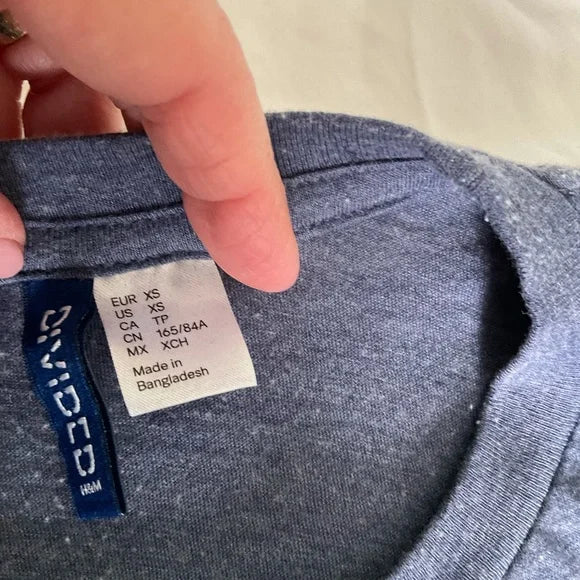 EUR XS
US XS
CA TP
CN 165/84A
MX XCH
Made in
Bangladesh
DIVIDED
H&M